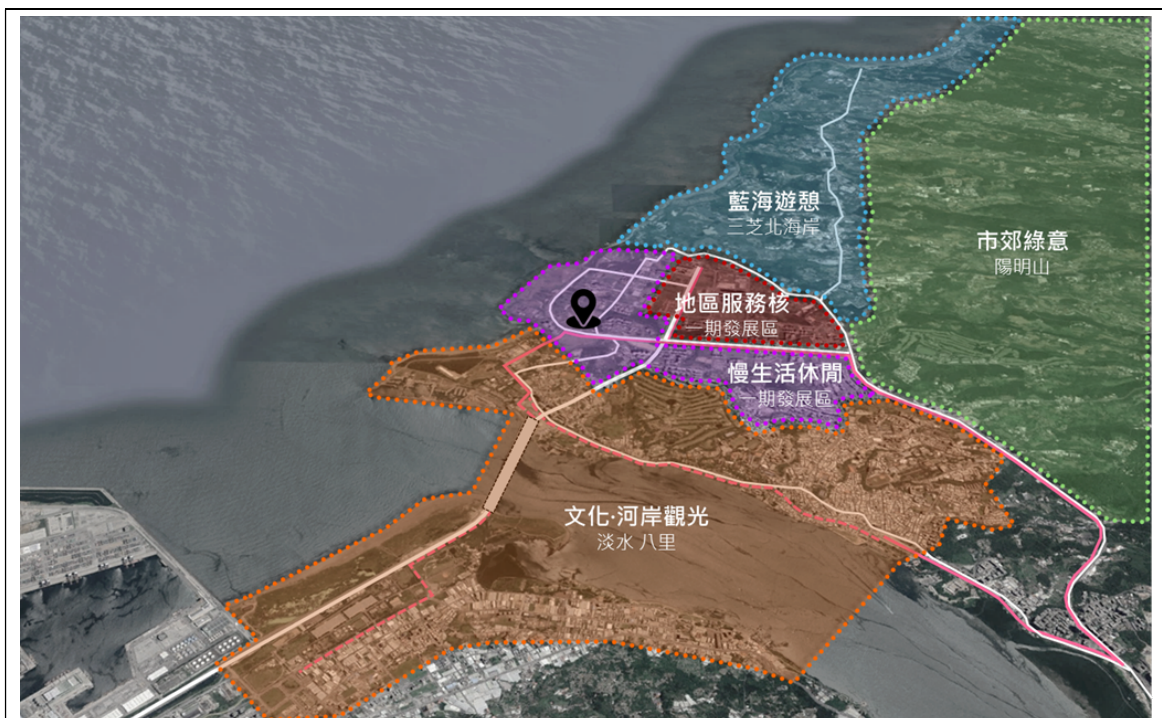 藍海遊憩
三芝北海岸
市郊綠意
陽明山
地區服務核
一期發展區
慢生活休閒
一期發展區
文化·河岸觀光
淡水 八里